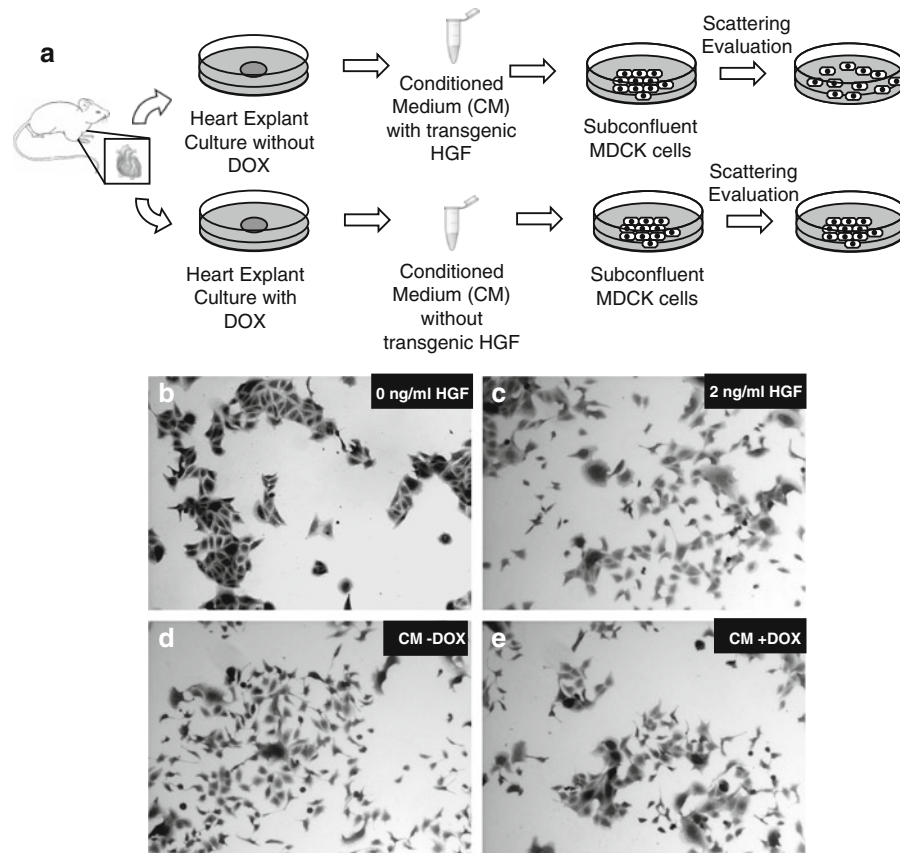 a
Heart Explant
Culture without
DOX
Conditioned
Medium (CM)
with transgenic
HGF
Subconfluent
MDCK cells
Scattering
Evaluation
Heart Explant
Culture with
DOX
Conditioned
Medium (CM)
without
transgenic HGF
Subconfluent
MDCK cells
Scattering
Evaluation
b
0 ng/ml HGF
c
2 ng/ml HGF
d
CM -DOX
e
CM +DOX